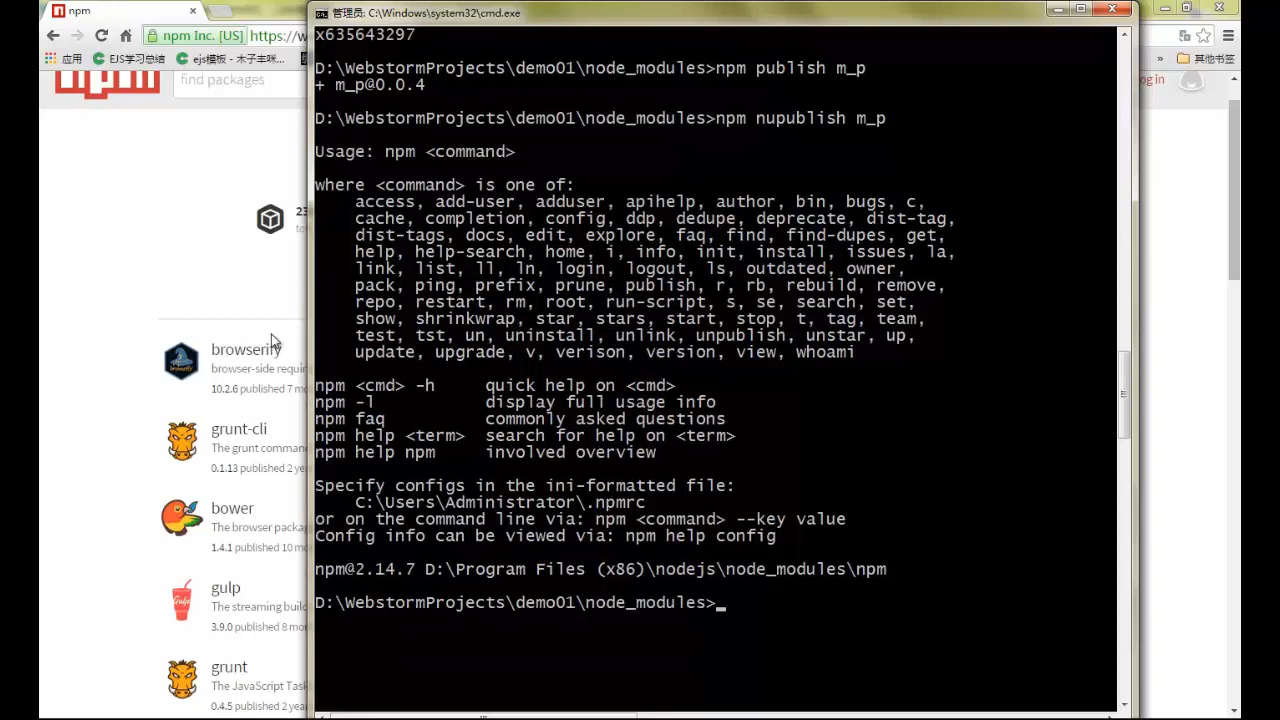 npm
管理员: C:\Windows\system32\cmd.exe
npm Inc. [US]
https://w
应用
EJS学习总结
ejs模板 - 木子丰咪...
其他书签
npm
find packages
ogin
23
browserify
browser-side requir
10.2.6 published 7 mo
grunt-cli
The grunt comman
0.1.13 published 2 ye
bower
The browser packag
1.4.1 published 10 mo
gulp
The streaming build
3.9.0 published 8 mo
grunt
The JavaScript Task
0.4.5 published 2 yea
x635643297
D:\WebstormProjects\demo01\node_modules>npm publish m_p
+ m_p@0.0.4
D:\WebstormProjects\demo01\node_modules>npm nupublish m_p
Usage: npm <command>
where <command> is one of:
access, add-user, adduser, apihelp, author, bin, bugs, c,
cache, completion, config, ddp, dedupe, deprecate, dist-tag,
dist-tags, docs, edit, explore, faq, find, find-dupes, get,
help, help-search, home, i, info, init, install, issues, la,
link, list, ll, ln, login, logout, ls, outdated, owner,
pack, ping, prefix, prune, publish, r, rb, rebuild, remove,
repo, restart, rm, root, run-script, s, se, search, set,
show, shrinkwrap, star, stars, start, stop, t, tag, team,
test, tst, un, uninstall, unlink, unpublish, unstar, up,
update, upgrade, v, verison, version, view, whoami
npm <cmd> -h quick help on <cmd>
npm -l display full usage info
npm faq commonly asked questions
npm help <term> search for help on <term>
npm help npm involved overview
Specify configs in the ini-formatted file:
C:\Users\Administrator\.npmrc
or on the command line via: npm <command> --key value
Config info can be viewed via: npm help config
npm@2.14.7 D:\Program Files (x86)\nodejs\node_modules\npm
D:\WebstormProjects\demo01\node_modules>_